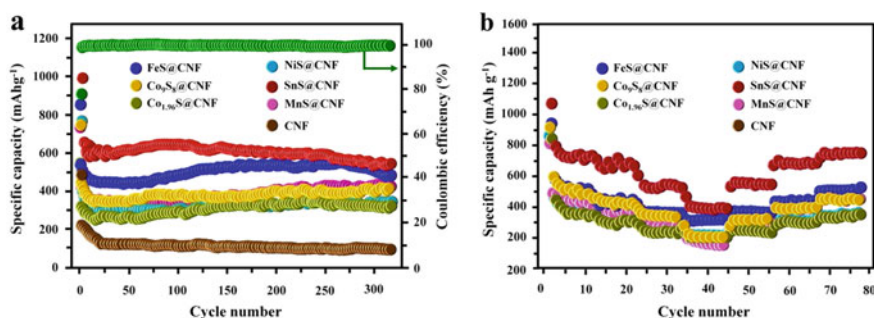 a
1200
1000
800
600
400
200
0
Specific capacity (mAhg⁻¹)
FeS@CNF
NiS@CNF
Co₉S₈@CNF
SnS@CNF
Co₁.₉₆S@CNF
MnS@CNF
CNF
100
80
60
40
20
0
Coulombic efficiency (%)
0 50 100 150 200 250 300
Cycle number
b
1600
1400
1200
1000
800
600
400
200
200
Specific capacity (mAh g⁻¹)
FeS@CNF
NiS@CNF
Co₉S₈@CNF
SnS@CNF
Co₁.₉₆S@CNF
MnS@CNF
0 10 20 30 40 50 60 70 80
Cycle number